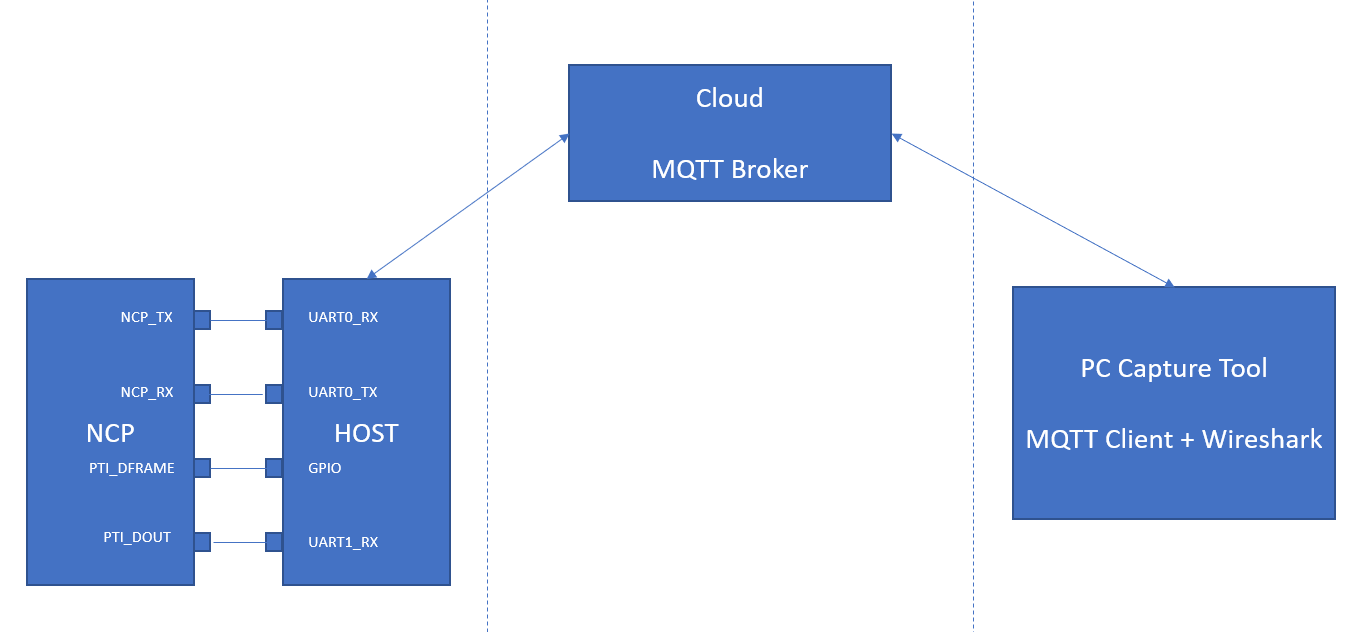 Cloud
MQTT Broker
NCP_TX
NCP_RX
NCP
PTI_DFRAME
PTI_DOUT
UART0_RX
UART0_TX
HOST
GPIO
UART1_RX
PC Capture Tool
MQTT Client + Wireshark